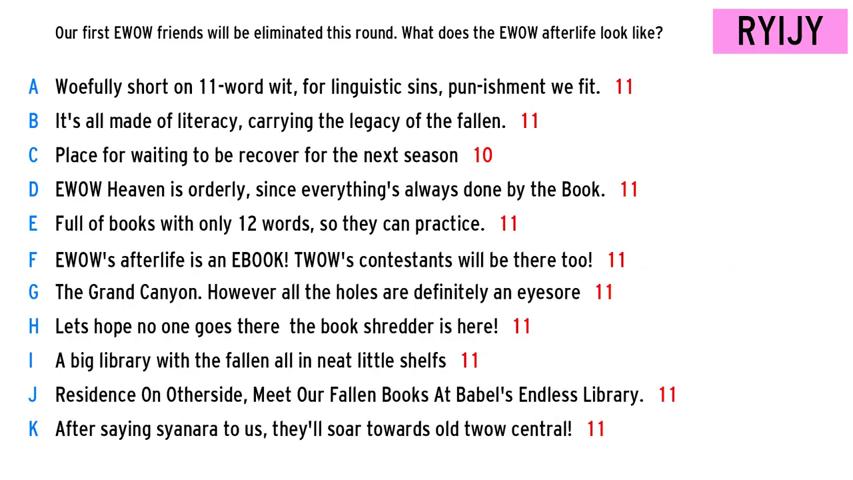 Our first EWOW friends will be eliminated this round. What does the EWOW afterlife look like?
RYIJY
A Woefully short on 11-word wit, for linguistic sins, pun-ishment we fit. 11
B It's all made of literacy, carrying the legacy of the fallen. 11
C Place for waiting to be recover for the next season 10
D EWOW Heaven is orderly, since everything's always done by the Book. 11
E Full of books with only 12 words, so they can practice. 11
F EWOW's afterlife is an EBOOK! TWOW's contestants will be there too! 11
G The Grand Canyon. However all the holes are definitely an eyesore 11
H Lets hope no one goes there  the book shredder is here! 11
I A big library with the fallen all in neat little shelfs 11
J Residence On Otherside, Meet Our Fallen Books At Babel's Endless Library. 11
K After saying syanara to us, they'll soar towards old twow central! 11